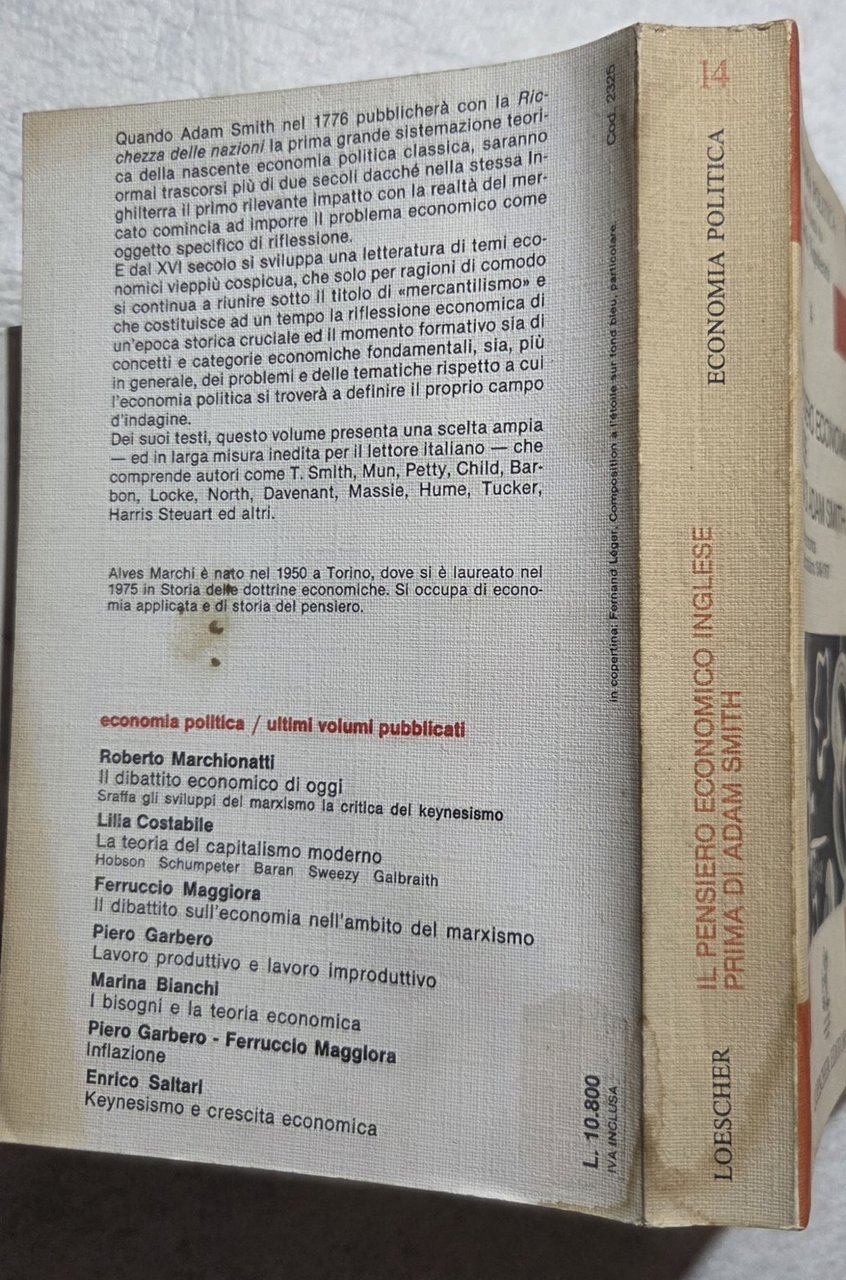 Quando Adam Smith nel 1776 pubblicherà con la Ric-
chezza delle nazioni la prima grande sistemazione teori-
ca della nascente economia politica classica, saranno
ormai trascorsi più di due secoli dacché nella stessa In-
ghilterra il primo rilevante impatto con la realtà del mer-
cato comincia ad imporre il problema economico come
oggetto specifico di riflessione.
E dal XVI secolo si sviluppa una letteratura di temi eco-
nomici vieppiù cospicua, che solo per ragioni di comodo
si continua a riunire sotto il titolo di «mercantilismo» e
che costituisce ad un tempo la riflessione economica di
un'epoca storica cruciale ed il momento formativo sia di
concetti e categorie economiche fondamentali, sia, più
in generale, dei problemi e delle tematiche rispetto a cui
l'economia politica si troverà a definire il proprio campo
d'indagine.
Dei suoi testi, questo volume presenta una scelta ampia
— ed in larga misura inedita per il lettore italiano — che
comprende autori come T. Smith, Mun, Petty, Child, Bar-
bon, Locke, North, Davenant, Massie, Hume, Tucker,
Harris Steuart ed altri.
Alves Marchi è nato nel 1950 a Torino, dove si è laureato nel
1975 in Storia delle dottrine economiche. Si occupa di econo-
mia applicata e di storia del pensiero.
economia politica / ultimi volumi pubblicati
Roberto Marchionatti
Il dibattito economico di oggi
Sraffa gli sviluppi del marxismo la critica del keynesismo
Lilia Costabile
La teoria del capitalismo moderno
Hobson Schumpeter Baran Sweezy Galbraith
Ferruccio Maggiora
Il dibattito sull'economia nell'ambito del marxismo
Piero Garbero
Lavoro produttivo e lavoro improduttivo
Marina Bianchi
I bisogni e la teoria economica
Piero Garbero - Ferruccio Maggiora
Inflazione
Enrico Saltari
Keynesismo e crescita economica
Cod. 2325
in copertina: Fernand Léger, Composition a l'étoile sur fond bleu, particolare.
L. 10.800
IVA INCLUSA
14
ECONOMIA POLITICA
IL PENSIERO ECONOMICO INGLESE
PRIMA DI ADAM SMITH
LOESCHER
ADAM SMITH